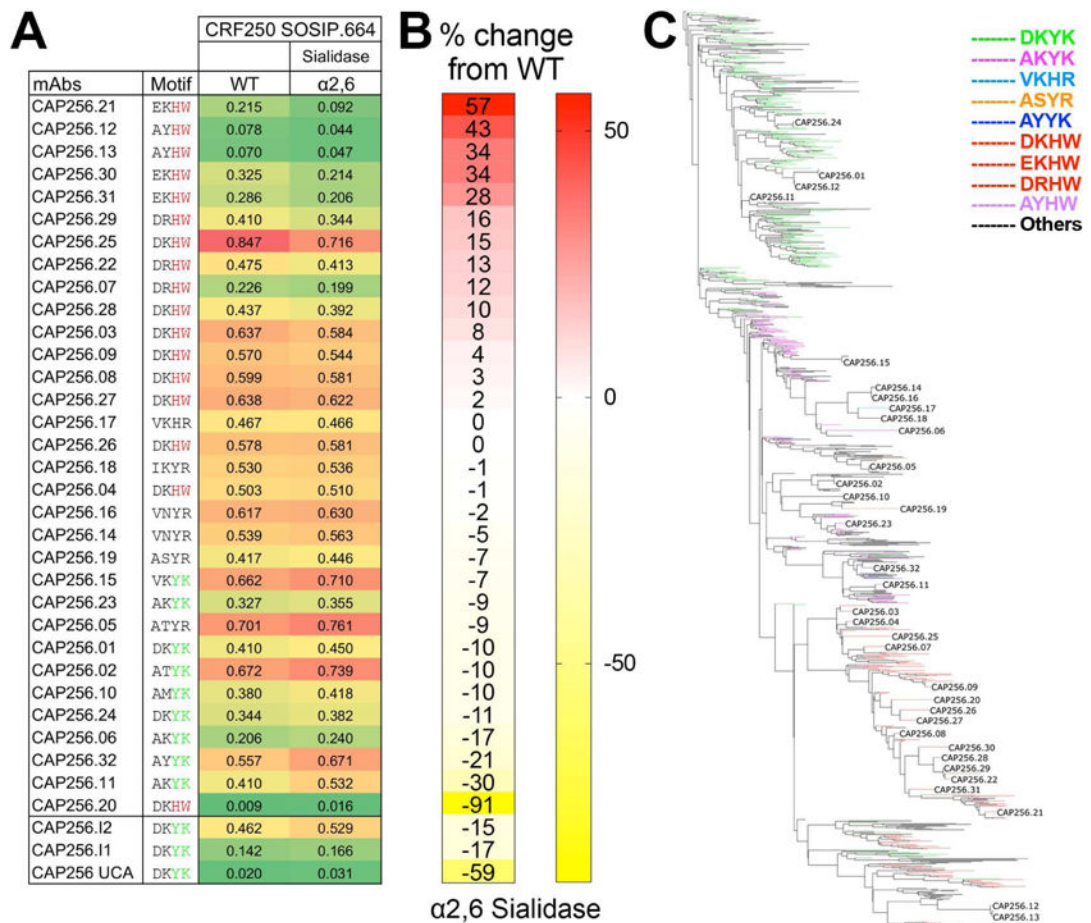 A
CRF250 SOSIP.664
Sialidase
mAbs Motif WT α2,6
CAP256.21 EKHW 0.215 0.092
CAP256.12 AYHW 0.078 0.044
CAP256.13 AYHW 0.070 0.047
CAP256.30 EKHW 0.325 0.214
CAP256.31 EKHW 0.286 0.206
CAP256.29 DRHW 0.410 0.344
CAP256.25 DKHW 0.847 0.716
CAP256.22 DRHW 0.475 0.413
CAP256.07 DRHW 0.226 0.199
CAP256.28 DKHW 0.437 0.392
CAP256.03 DKHW 0.637 0.584
CAP256.09 DKHW 0.570 0.544
CAP256.08 DKHW 0.599 0.581
CAP256.27 DKHW 0.638 0.622
CAP256.17 VKHR 0.467 0.466
CAP256.26 DKHW 0.578 0.581
CAP256.18 IKYR 0.530 0.536
CAP256.04 DKHW 0.503 0.510
CAP256.16 VNYR 0.617 0.630
CAP256.14 VNYR 0.539 0.563
CAP256.19 ASYR 0.417 0.446
CAP256.15 VKYK 0.662 0.710
CAP256.23 AKYK 0.327 0.355
CAP256.05 ATYR 0.701 0.761
CAP256.01 DKYK 0.410 0.450
CAP256.02 ATYK 0.672 0.739
CAP256.10 AMYK 0.380 0.418
CAP256.24 DKYK 0.344 0.382
CAP256.06 AKYK 0.206 0.240
CAP256.32 AYYK 0.557 0.671
CAP256.11 AKYK 0.410 0.532
CAP256.20 DKHW 0.009 0.016
CAP256.I2 DKYK 0.462 0.529
CAP256.I1 DKYK 0.142 0.166
CAP256 UCA DKYK 0.020 0.031
B
% change
from WT
57
43
34
34
28
16
15
13
12
10
8
4
3
2
0
0
-1
-1
-2
-5
-7
-7
-9
-9
-10
-10
-10
-11
-17
-21
-30
-91
-15
-17
-59
α2,6 Sialidase
50
0
-50
C
DKYK
AKYK
VKHR
ASYR
AYYK
DKHW
EKHW
DRHW
AYHW
Others
CAP256.24
CAP256.01
CAP256.I2
CAP256.I1
CAP256.15
CAP256.14
CAP256.16
CAP256.17
CAP256.18
CAP256.06
CAP256.05
CAP256.02
CAP256.10
CAP256.19
CAP256.23
CAP256.32
CAP256.11
CAP256.03
CAP256.04
CAP256.25
CAP256.07
CAP256.09
CAP256.20
CAP256.26
CAP256.27
CAP256.08
CAP256.30
CAP256.28
CAP256.29
CAP256.22
CAP256.31
CAP256.21
CAP256.12
CAP256.13